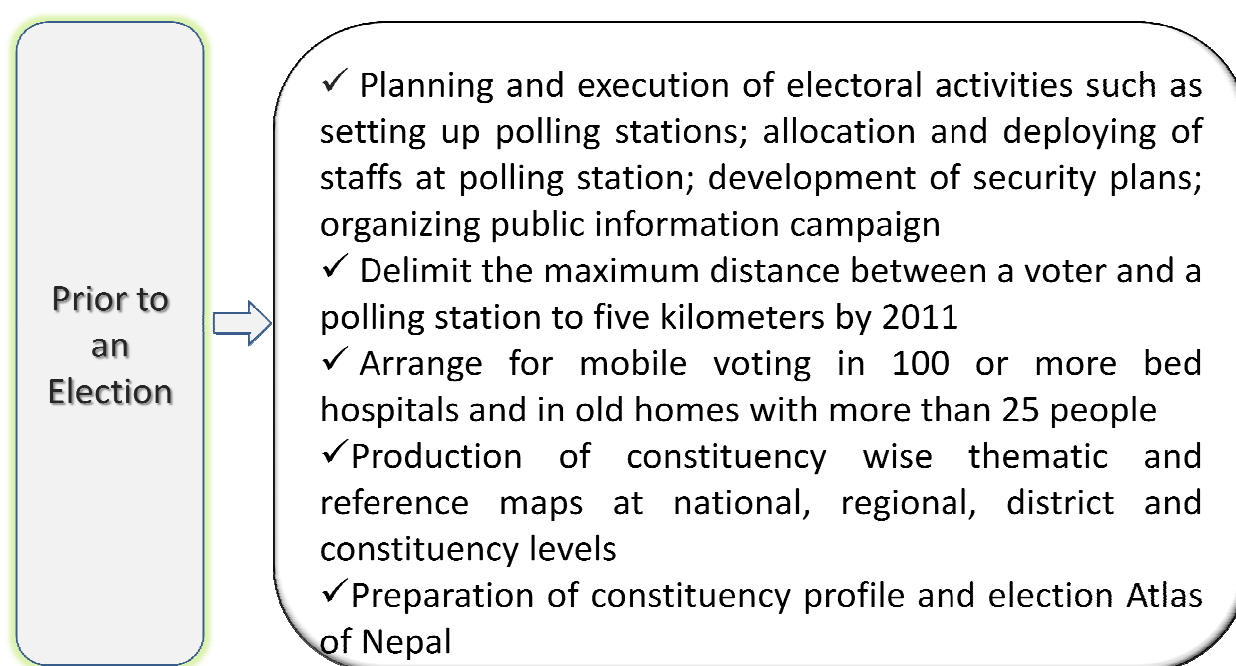 Prior to
an
Election
✓ Planning and execution of electoral activities such as
setting up polling stations; allocation and deploying of
staffs at polling station; development of security plans;
organizing public information campaign
✓ Delimit the maximum distance between a voter and a
polling station to five kilometers by 2011
✓ Arrange for mobile voting in 100 or more bed
hospitals and in old homes with more than 25 people
✓Production of constituency wise thematic and
reference maps at national, regional, district and
constituency levels
✓Preparation of constituency profile and election Atlas
of Nepal